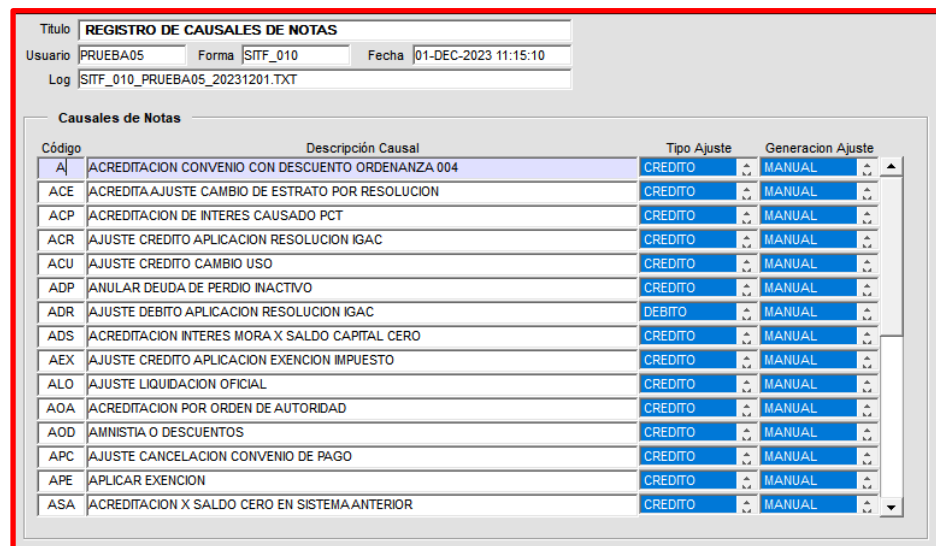 Titulo REGISTRO DE CAUSALES DE NOTAS
Usuario PRUEBA05 Forma SITF_010 Fecha 01-DEC-2023 11:15:10
Log SITF_010_PRUEBA05_20231201.TXT
Causales de Notas
Código Descripción Causal Tipo Ajuste Generacion Ajuste
A ACREDITACION CONVENIO CON DESCUENTO ORDENANZA 004 CREDITO MANUAL
ACE ACREDITA AJUSTE CAMBIO DE ESTRATO POR RESOLUCION CREDITO MANUAL
ACP ACREDITACION DE INTERES CAUSADO PCT CREDITO MANUAL
ACR AJUSTE CREDITO APLICACION RESOLUCION IGAC CREDITO MANUAL
ACU AJUSTE CREDITO CAMBIO USO CREDITO MANUAL
ADP ANULAR DEUDA DE PERDIO INACTIVO CREDITO MANUAL
ADR AJUSTE DEBITO APLICACION RESOLUCION IGAC DEBITO MANUAL
ADS ACREDITACION INTERES MORA X SALDO CAPITAL CERO CREDITO MANUAL
AEX AJUSTE CREDITO APLICACION EXENCION IMPUESTO CREDITO MANUAL
ALO AJUSTE LIQUIDACION OFICIAL CREDITO MANUAL
AOA ACREDITACION POR ORDEN DE AUTORIDAD CREDITO MANUAL
AOD AMNISTIA O DESCUENTOS CREDITO MANUAL
APC AJUSTE CANCELACION CONVENIO DE PAGO CREDITO MANUAL
APE APLICAR EXENCION CREDITO MANUAL
ASA ACREDITACION X SALDO CERO EN SISTEMA ANTERIOR CREDITO MANUAL